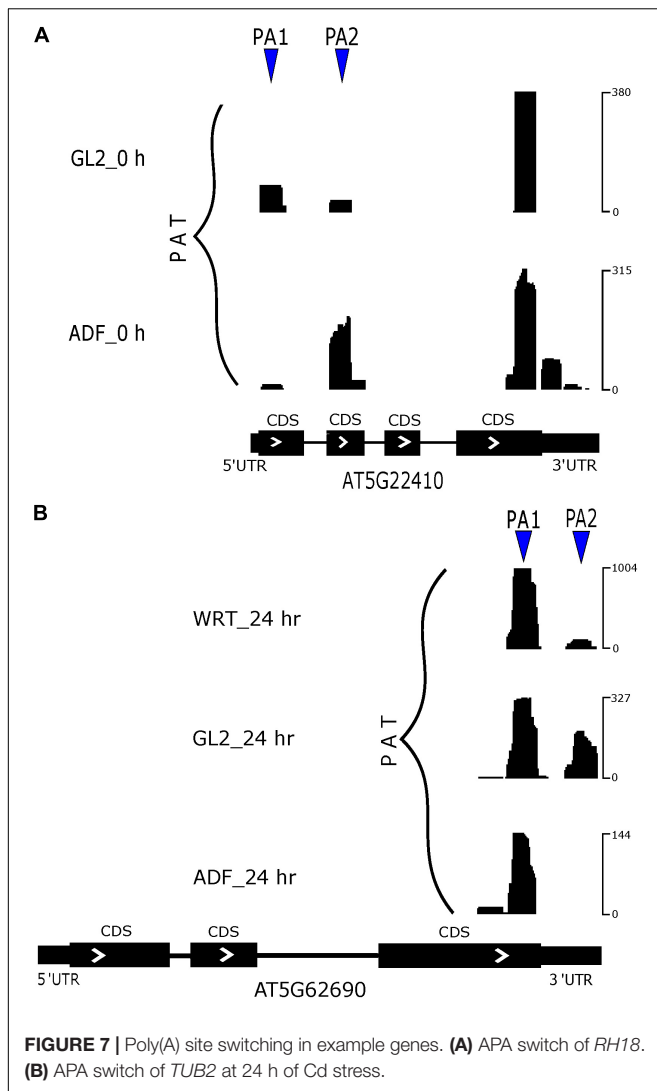 A
PA1 PA2
GL2_0 h
380
0
PAT
ADF_0 h
315
0
CDS CDS CDS CDS
5'UTR 3'UTR
AT5G22410
B
PA1 PA2
WRT_24 hr
1004
0
GL2_24 hr
327
0
PAT
ADF_24 hr
144
0
CDS CDS CDS
5'UTR 3'UTR
AT5G62690
FIGURE 7 | Poly(A) site switching in example genes. (A) APA switch of RH18.
(B) APA switch of TUB2 at 24 h of Cd stress.